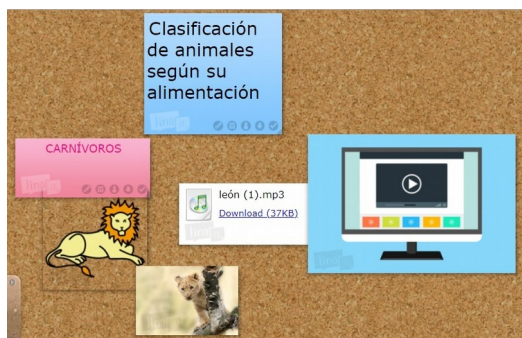 Clasificación
de animales
según su
alimentación
CARNÍVOROS
león (1).mp3
Download (37KB)